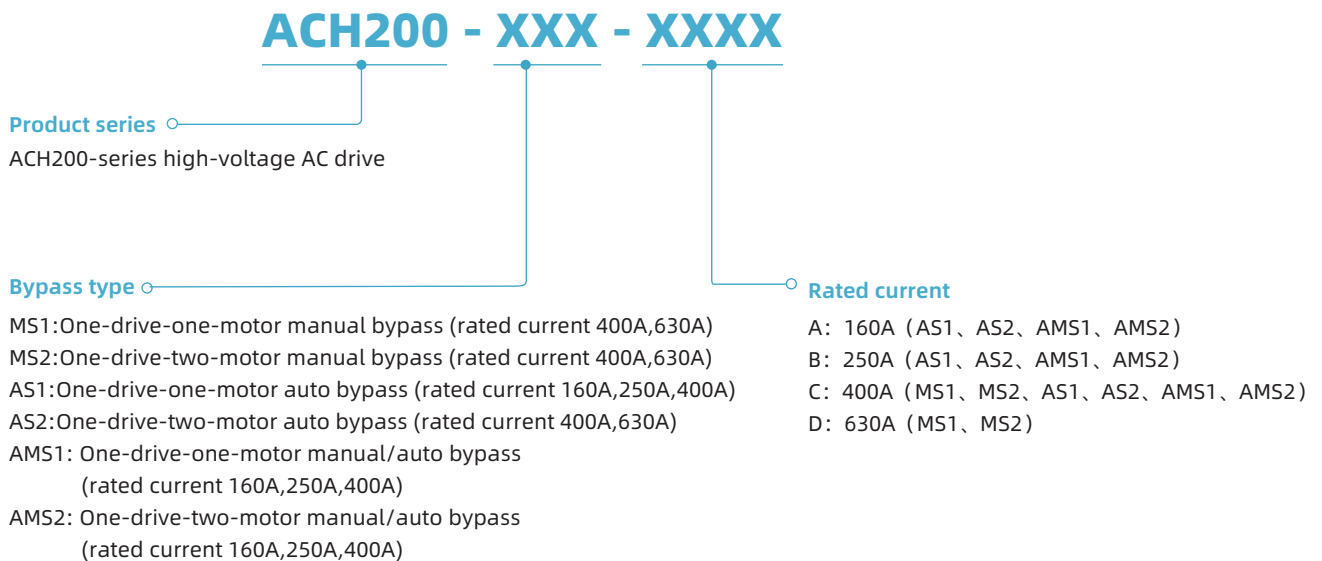 ACH200 - XXX - XXXX
Product series
ACH200-series high-voltage AC drive
Bypass type
MS1:One-drive-one-motor manual bypass (rated current 400A,630A)
MS2:One-drive-two-motor manual bypass (rated current 400A,630A)
AS1:One-drive-one-motor auto bypass (rated current 160A,250A,400A)
AS2:One-drive-two-motor auto bypass (rated current 400A,630A)
AMS1: One-drive-one-motor manual/auto bypass
(rated current 160A,250A,400A)
AMS2: One-drive-two-motor manual/auto bypass
(rated current 160A,250A,400A)
Rated current
A：160A（AS1、AS2、AMS1、AMS2）
B：250A（AS1、AS2、AMS1、AMS2）
C：400A（MS1、MS2、AS1、AS2、AMS1、AMS2）
D：630A（MS1、MS2）